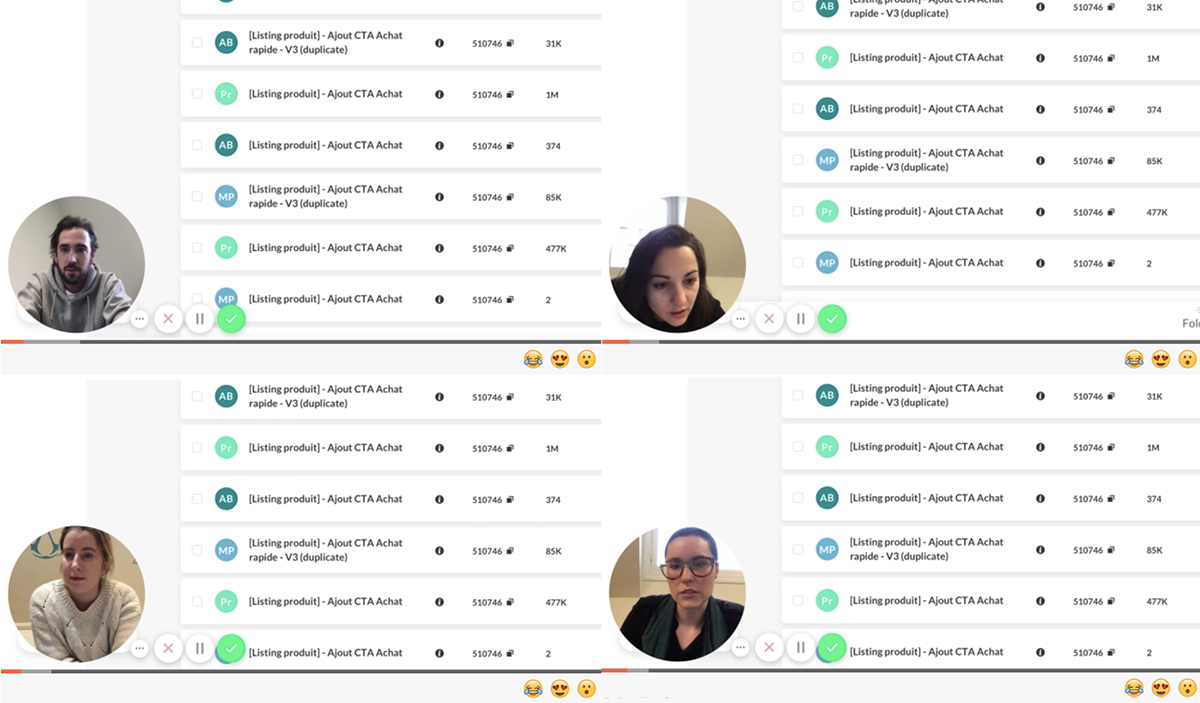 AB [Listing produit] - Ajout CTA Achat
rapide - V3 (duplicate) 510746 31K
Pr [Listing produit] - Ajout CTA Achat 510746 1M
AB [Listing produit] - Ajout CTA Achat 510746 374
MP [Listing produit] - Ajout CTA Achat
rapide - V3 (duplicate) 510746 85K
Pr [Listing produit] - Ajout CTA Achat 510746 477K
MP [Listing produit] - Ajout CTA Achat 510746 2
AB rapide - V3 (duplicate) 510746 31K
Pr [Listing produit] - Ajout CTA Achat 510746 1M
AB [Listing produit] - Ajout CTA Achat 510746 374
MP [Listing produit] - Ajout CTA Achat
rapide - V3 (duplicate) 510746 85K
Pr [Listing produit] - Ajout CTA Achat 510746 477K
MP [Listing produit] - Ajout CTA Achat 510746 2
AB [Listing produit] - Ajout CTA Achat
rapide - V3 (duplicate) 510746 31K
Pr [Listing produit] - Ajout CTA Achat 510746 1M
AB [Listing produit] - Ajout CTA Achat 510746 374
MP [Listing produit] - Ajout CTA Achat
rapide - V3 (duplicate) 510746 85K
Pr [Listing produit] - Ajout CTA Achat 510746 477K
[Listing produit] - Ajout CTA Achat 510746 2
AB [Listing produit] - Ajout CTA Achat
rapide - V3 (duplicate) 510746 31K
Pr [Listing produit] - Ajout CTA Achat 510746 1M
AB [Listing produit] - Ajout CTA Achat 510746 374
MP [Listing produit] - Ajout CTA Achat
rapide - V3 (duplicate) 510746 85K
Pr [Listing produit] - Ajout CTA Achat 510746 477K
[Listing produit] - Ajout CTA Achat 510746 2